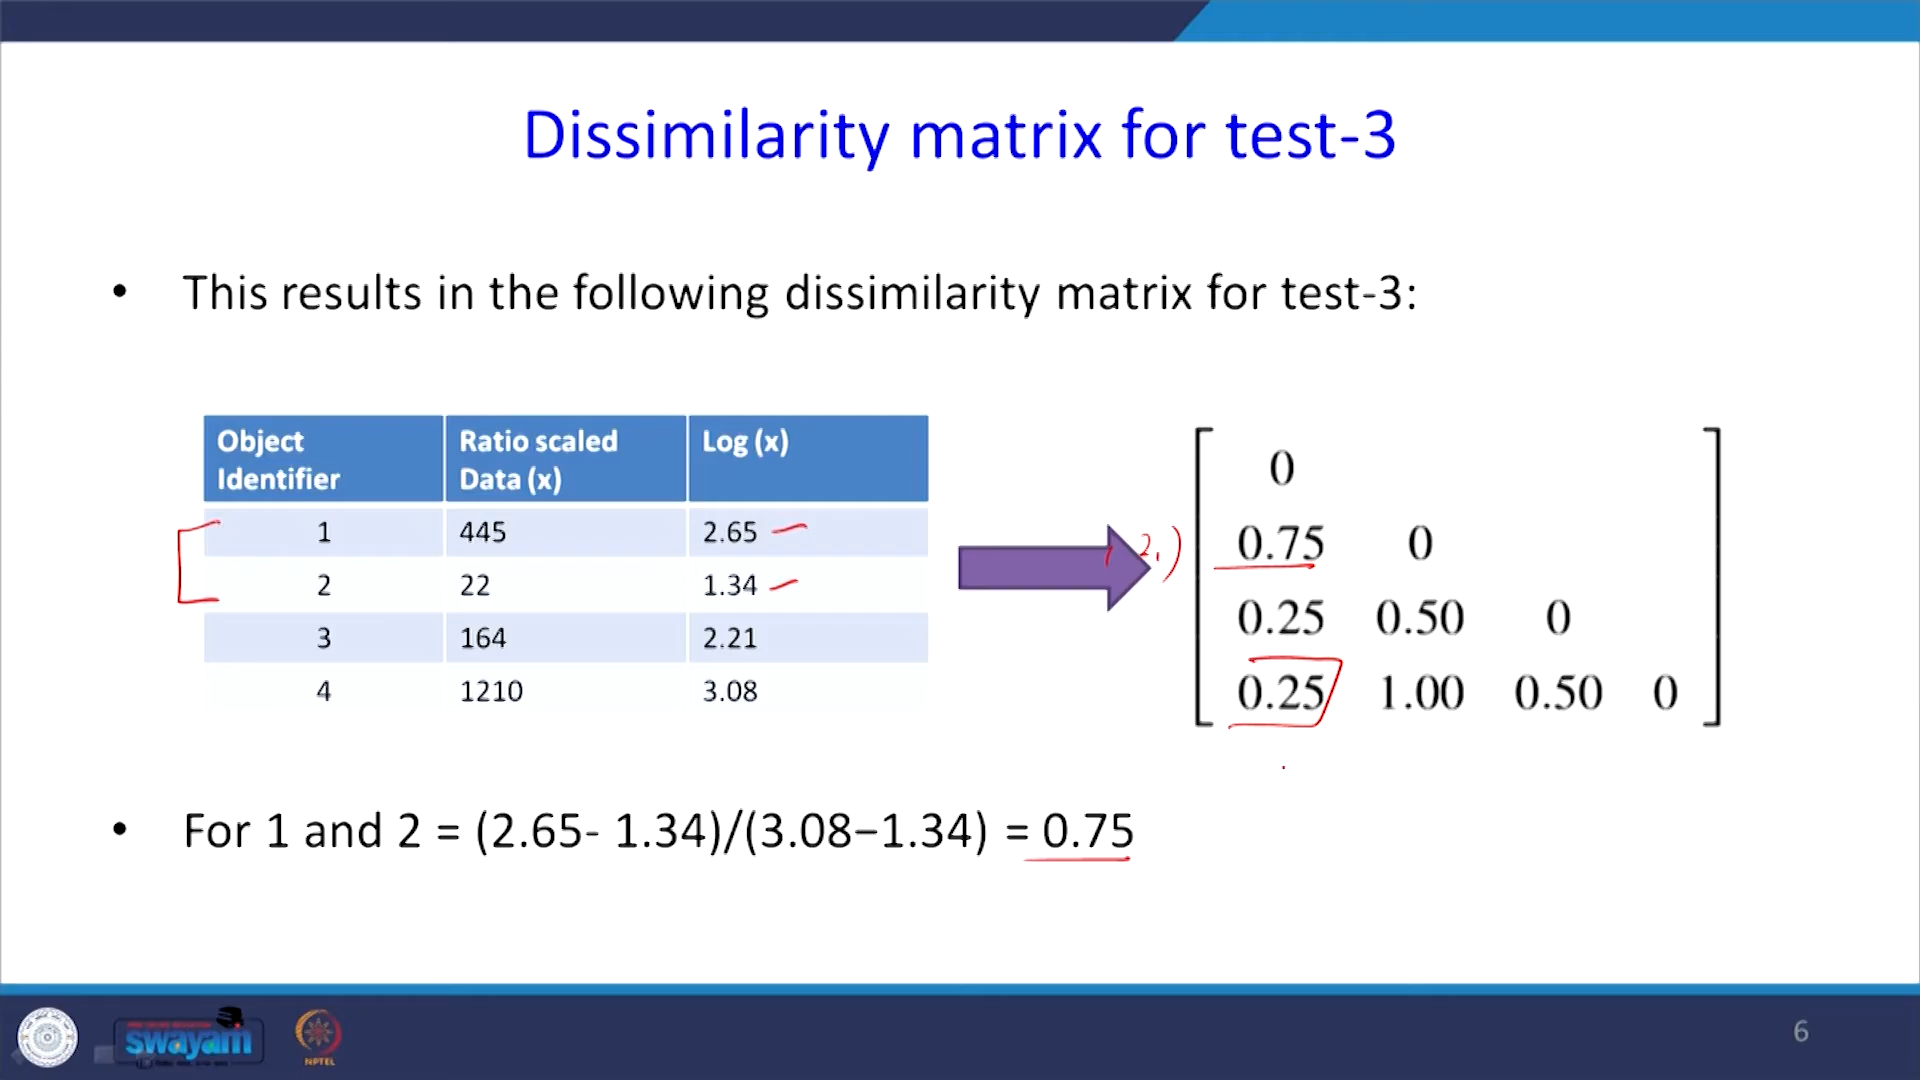 Dissimilarity matrix for test-3
• This results in the following dissimilarity matrix for test-3:
Object Identifier Ratio scaled Data (x) Log (x)
1 445 2.65
2 22 1.34
3 164 2.21
4 1210 3.08
0
0.75 0
0.25 0.50 0
0.25 1.00 0.50 0
• For 1 and 2 = (2.65- 1.34)/(3.08−1.34) = 0.75
swayam
NPTEL
6